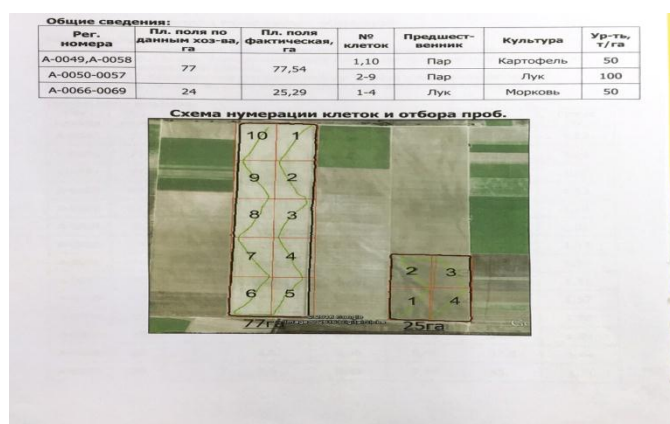 Общие сведения:
Рег. номера Пл. поля по данным хоз-ва, га Пл. поля фактическая, га № клеток Предшест-венник Культура Ур-ть, т/га
А-0049,А-0058 77 77,54 1,10 Пар Картофель 50
А-0050-0057 2-9 Пар Лук 100
А-0066-0069 24 25,29 1-4 Лук Морковь 50
Схема нумерации клеток и отбора проб.
10 1
9 2
8 3
7 4
6 5
2 3
1 4
77га
25га